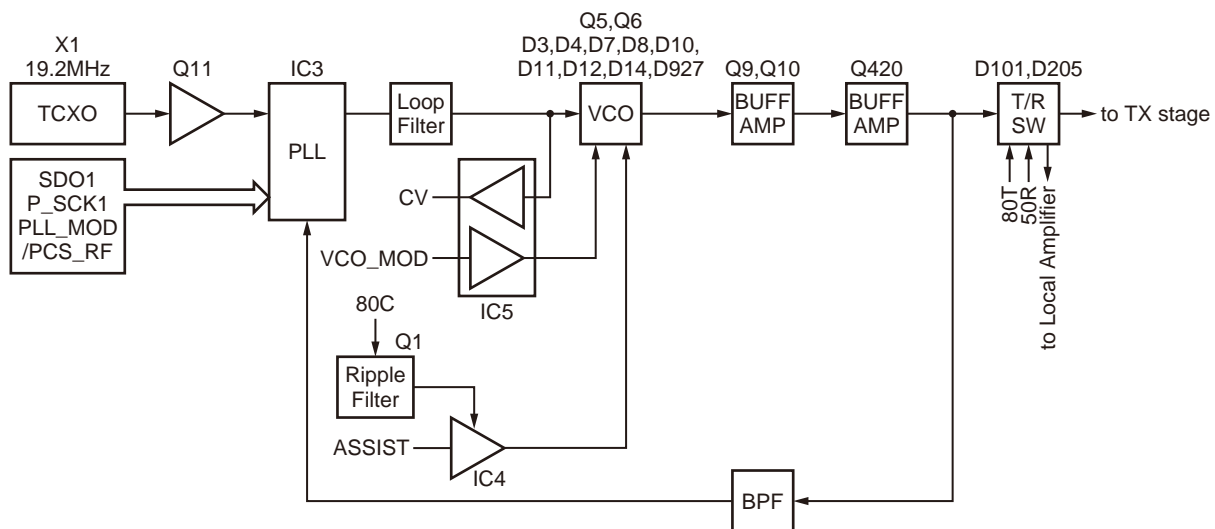 Q5,Q6
X1
D3,D4,D7,D8,D10,
19.2MHz
Q11
IC3
D11,D12,D14,D927
Q9,Q10
Q420
D101,D205
TCXO
PLL
Loop
Filter
VCO
BUFF
AMP
BUFF
AMP
T/R
SW
to TX stage
SDO1
P_SCK1
PLL_MOD
/PCS_RF
CV
VCO_MOD
IC5
80T
50R
to Local Amplifier
80C
Q1
Ripple
Filter
ASSIST
IC4
BPF